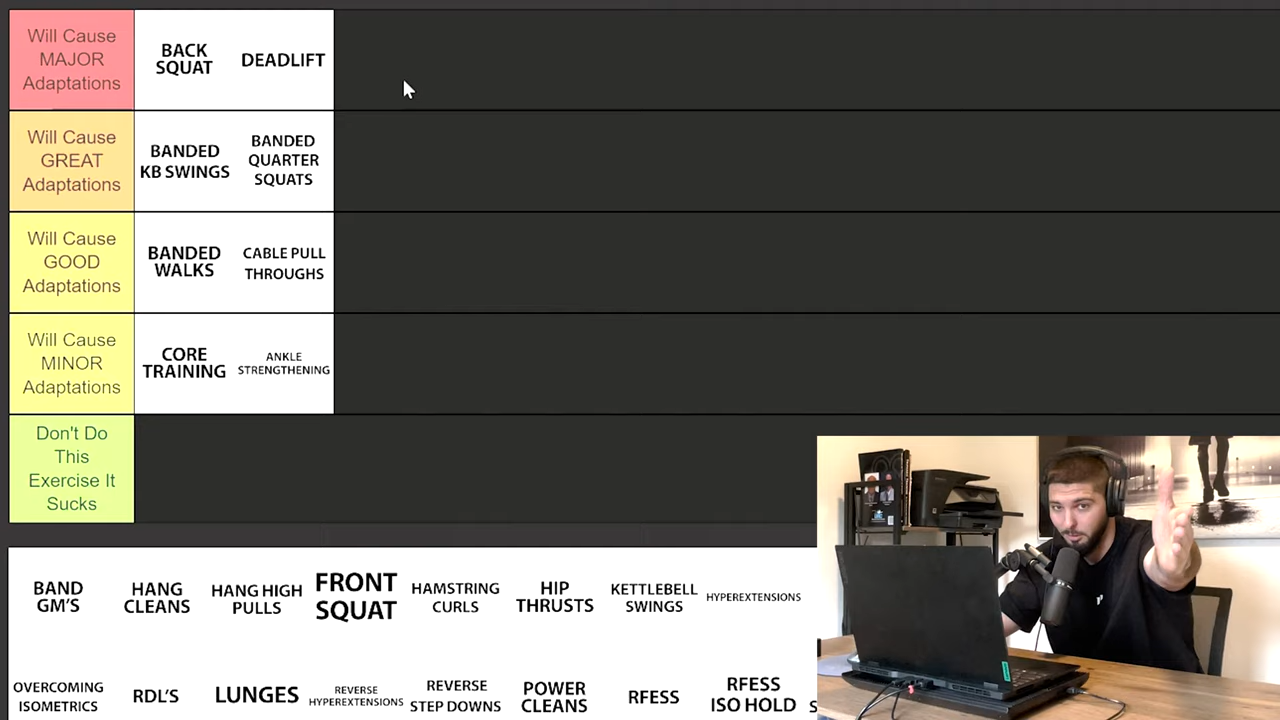 Will Cause
MAJOR
Adaptations
BACK
SQUAT
DEADLIFT
Will Cause
GREAT
Adaptations
BANDED
KB SWINGS
BANDED
QUARTER
SQUATS
Will Cause
GOOD
Adaptations
BANDED
WALKS
CABLE PULL
THROUGHS
Will Cause
MINOR
Adaptations
CORE
TRAINING
ANKLE
STRENGTHENING
Don't Do
This
Exercise It
Sucks
BAND
GM'S
HANG
CLEANS
HANG HIGH
PULLS
FRONT
SQUAT
HAMSTRING
CURLS
HIP
THRUSTS
KETTLEBELL
SWINGS
HYPEREXTENSIONS
OVERCOMING
ISOMETRICS
RDL'S
LUNGES
REVERSE
HYPEREXTENSIONS
REVERSE
STEP DOWNS
POWER
CLEANS
RFESS
RFESS
ISO HOLD